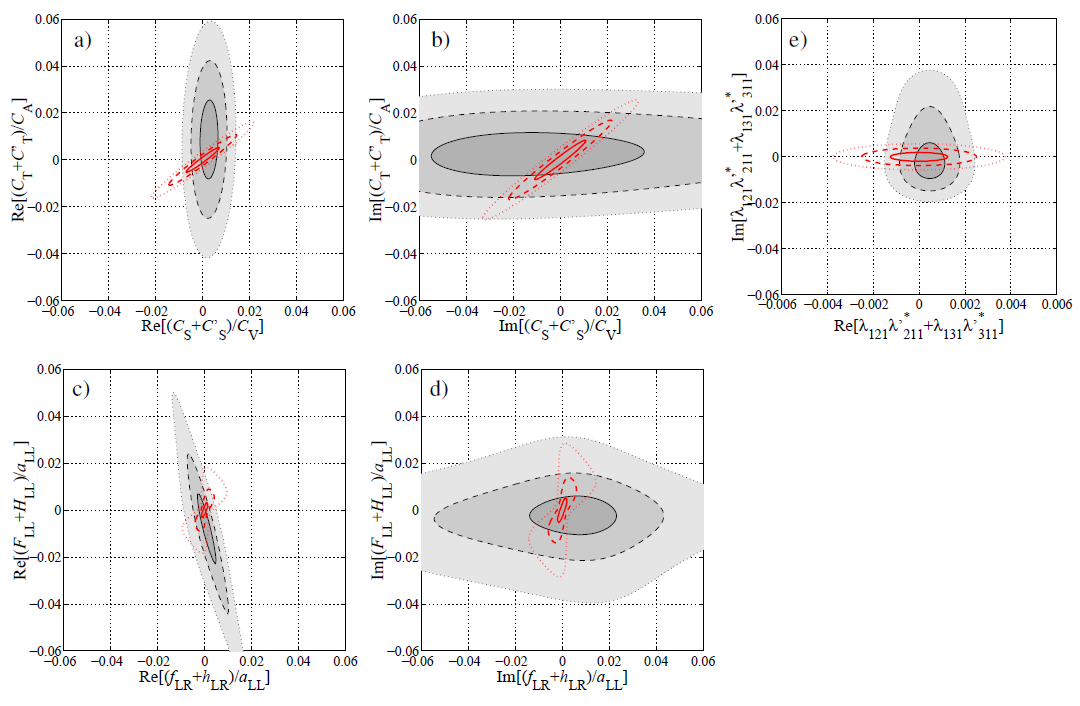 a)
0.06
0.04
0.02
0
−0.02
−0.04
−0.06
Re[(C_T+C'_T)/C_A]
−0.06 −0.04 −0.02 0 0.02 0.04 0.06
Re[(C_S+C'_S)/C_V]
b)
0.06
0.04
0.02
0
−0.02
−0.04
−0.06
Im[(C_T+C'_T)/C_A]
−0.06 −0.04 −0.02 0 0.02 0.04 0.06
Im[(C_S+C'_S)/C_V]
e)
0.06
0.04
0.02
0
−0.02
−0.04
−0.06
Im[λ_121λ'*_211+λ_131λ'*_311]
−0.006 −0.004 −0.002 0 0.002 0.004 0.006
Re[λ_121λ'*_211+λ_131λ'*_311]
c)
0.06
0.04
0.02
0
−0.02
−0.04
−0.06
Re[(F_LL+H_LL)/a_LL]
−0.06 −0.04 −0.02 0 0.02 0.04 0.06
Re[(f_LR+h_LR)/a_LL]
d)
0.06
0.04
0.02
0
−0.02
−0.04
−0.06
Im[(F_LL+H_LL)/a_LL]
−0.06 −0.04 −0.02 0 0.02 0.04 0.06
Im[(f_LR+h_LR)/a_LL]